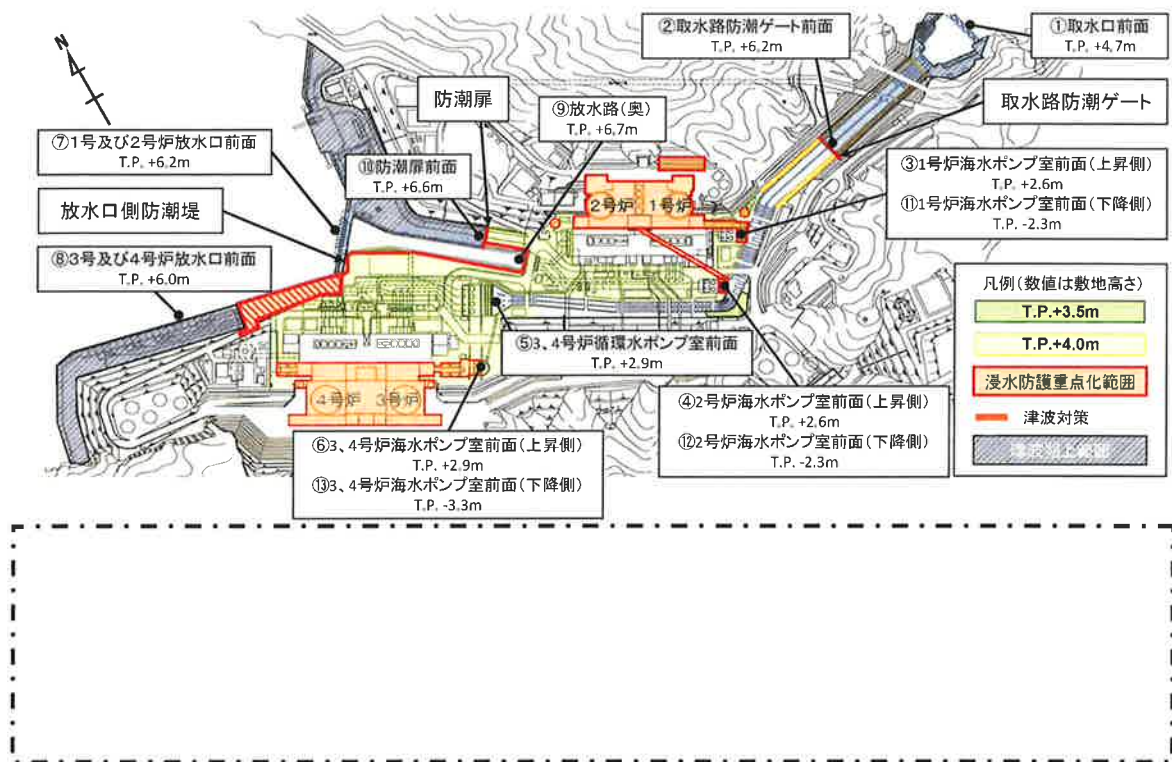 N
②取水路防潮ゲート前面
T.P. +6.2m
①取水口前面
T.P. +4.7m
防潮扉
⑨放水路(奥)
T.P. +6.7m
取水路防潮ゲート
⑦1号及び2号炉放水口前面
T.P. +6.2m
⑩防潮扉前面
T.P. +6.6m
③1号炉海水ポンプ室前面(上昇側)
T.P. +2.6m
⑪1号炉海水ポンプ室前面(下降側)
T.P. -2.3m
2号炉 1号炉
放水口側防潮堤
⑧3号及び4号炉放水口前面
T.P. +6.0m
凡例(数値は敷地高さ)
T.P.+3.5m
T.P.+4.0m
浸水防護重点化範囲
津波対策
⑤3、4号炉循環水ポンプ室前面
T.P. +2.9m
4号炉 3号炉
④2号炉海水ポンプ室前面(上昇側)
T.P. +2.6m
⑫2号炉海水ポンプ室前面(下降側)
T.P. -2.3m
⑥3、4号炉海水ポンプ室前面(上昇側)
T.P. +2.9m
⑬3、4号炉海水ポンプ室前面(下降側)
T.P. -3.3m